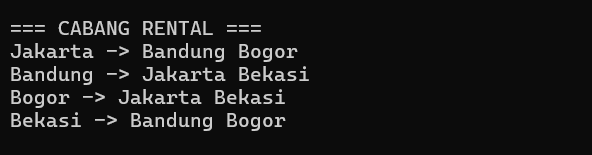 === CABANG RENTAL ===
Jakarta -> Bandung Bogor
Bandung -> Jakarta Bekasi
Bogor -> Jakarta Bekasi
Bekasi -> Bandung Bogor